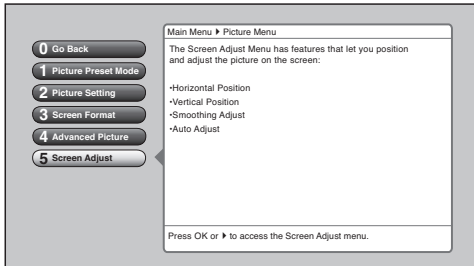 0 Go Back
1 Picture Preset Mode
2 Picture Setting
3 Screen Format
4 Advanced Picture
5 Screen Adjust
Main Menu ▶ Picture Menu
The Screen Adjust Menu has features that let you position
and adjust the picture on the screen:
•Horizontal Position
•Vertical Position
•Smoothing Adjust
•Auto Adjust
Press OK or ▶ to access the Screen Adjust menu.